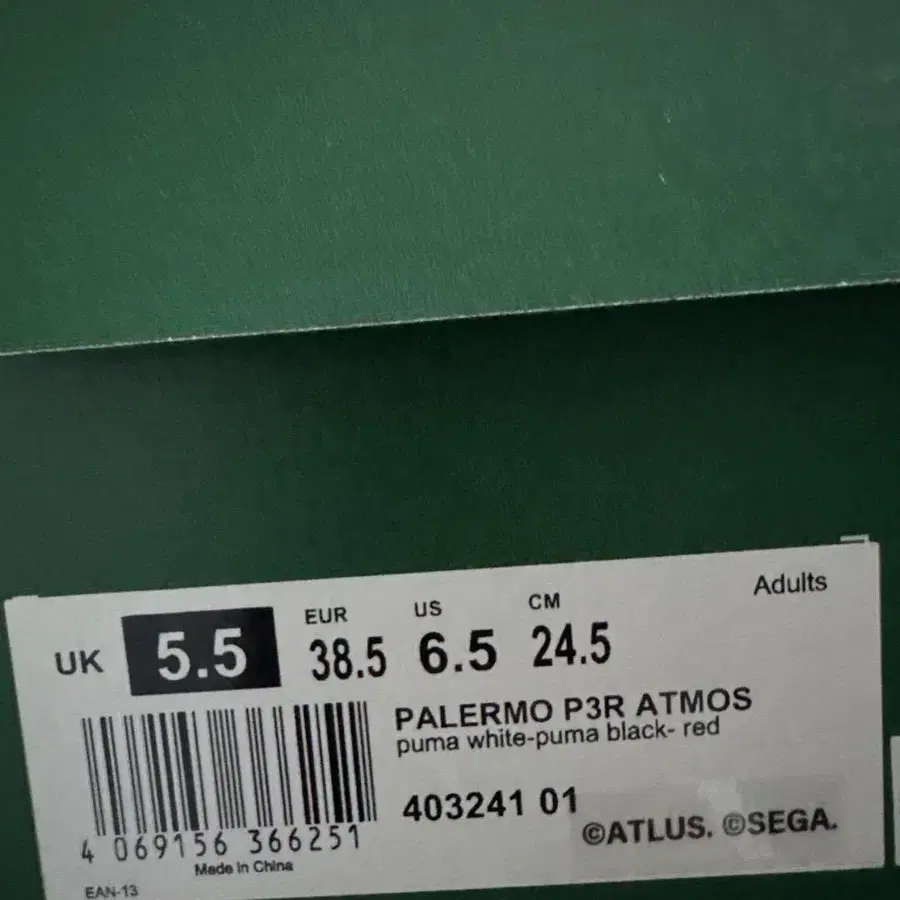 Adults
UK 5.5 EUR 38.5 US 6.5 CM 24.5
PALERMO P3R ATMOS
puma white-puma black- red
403241 01
©ATLUS. ©SEGA.
4 069156 366251
Made in China
EAN-13